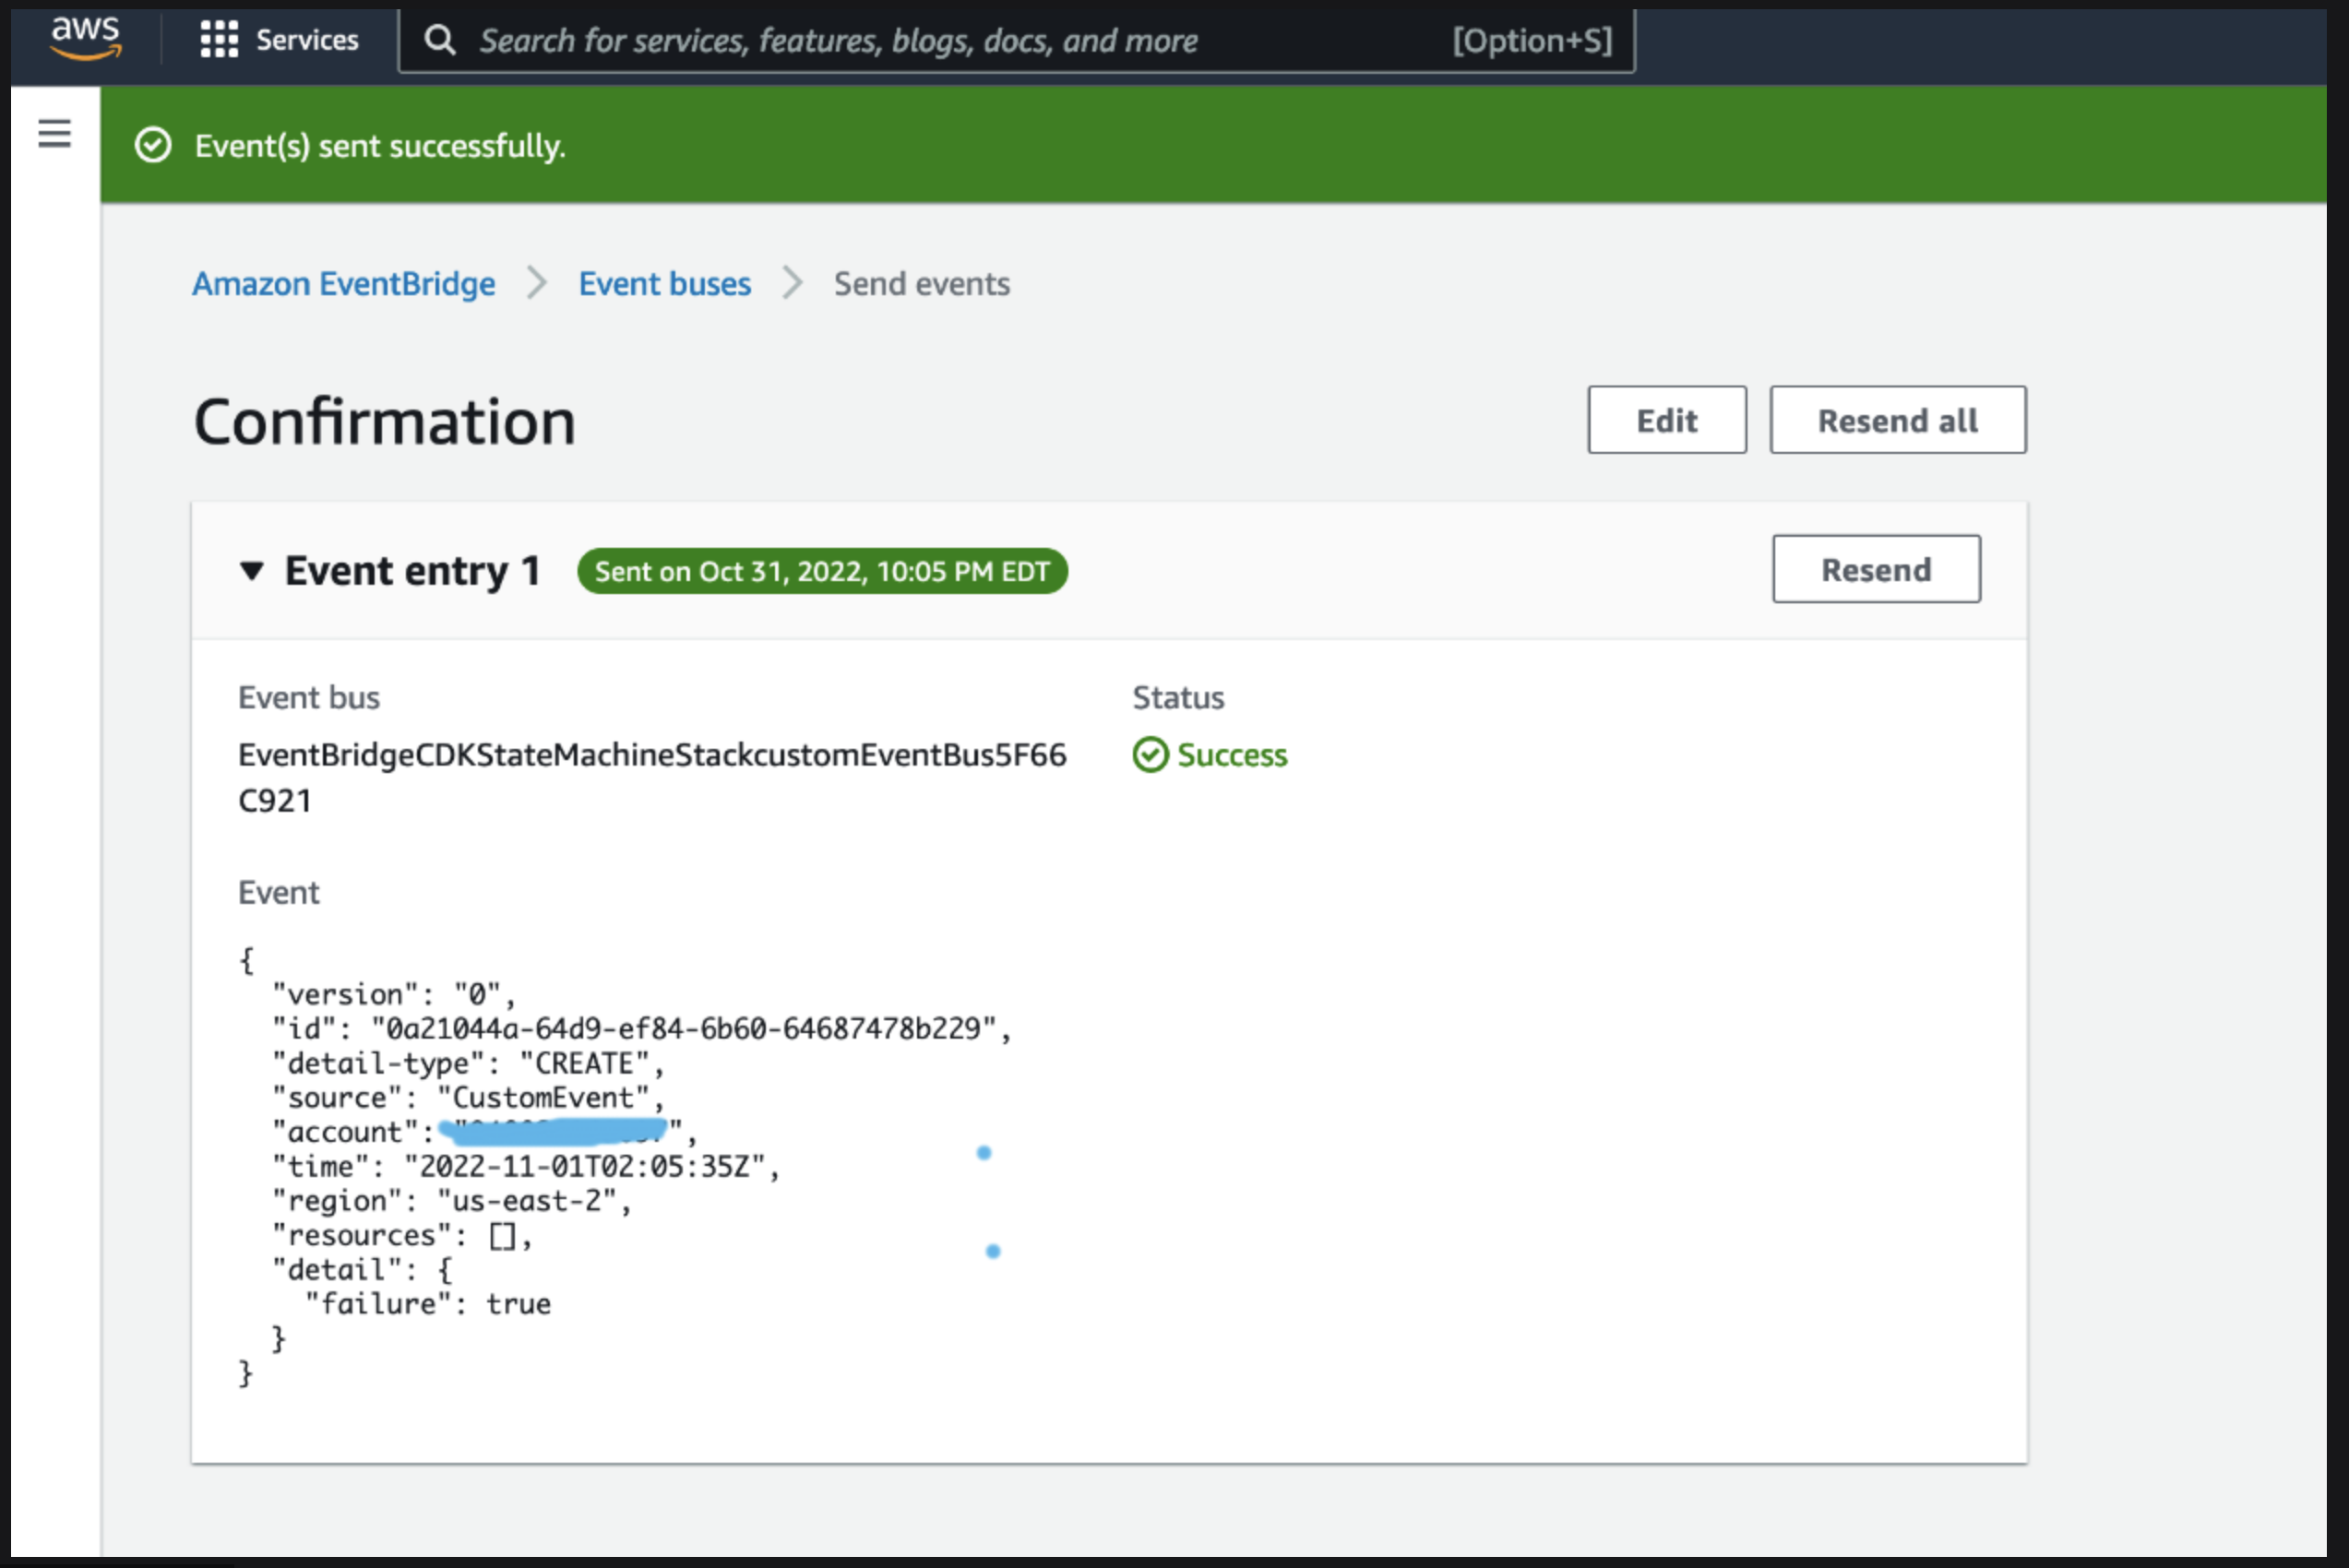 aws
Services
Search for services, features, blogs, docs, and more
[Option+S]
Event(s) sent successfully.
Amazon EventBridge > Event buses > Send events
Confirmation
Edit
Resend all
Event entry 1
Sent on Oct 31, 2022, 10:05 PM EDT
Resend
Event bus
EventBridgeCDKStateMachineStackcustomEventBus5F66
C921
Status
Success
Event
{
"version": "0",
"id": "0a21044a-64d9-ef84-6b60-64687478b229",
"detail-type": "CREATE",
"source": "CustomEvent",
"account": ",
"time": "2022-11-01T02:05:35Z",
"region": "us-east-2",
"resources": [],
"detail": {
"failure": true
}
}